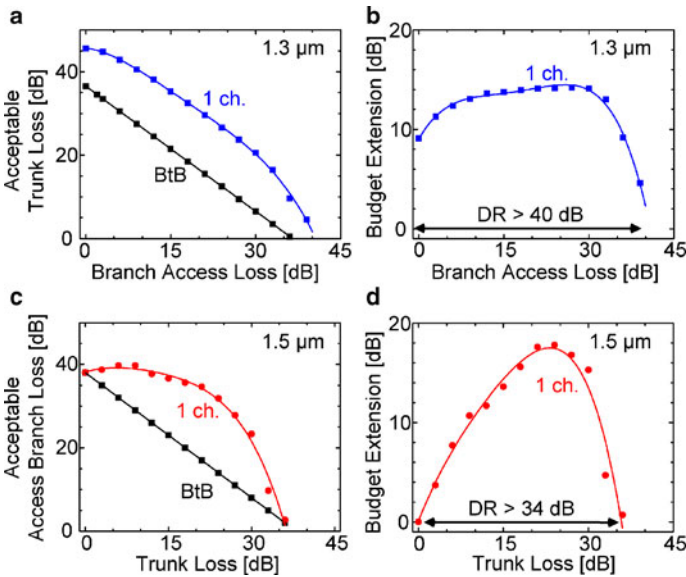 a
1.3 µm
Acceptable
Trunk Loss [dB]
40
20
0
1 ch.
BtB
0 15 30 45
Branch Access Loss [dB]
b
1.3 µm
Budget Extension [dB]
20
10
0
1 ch.
DR > 40 dB
0 15 30 45
Branch Access Loss [dB]
c
1.5 µm
Acceptable
Access Branch Loss [dB]
40
20
0
1 ch.
BtB
0 15 30 45
Trunk Loss [dB]
d
1.5 µm
Budget Extension [dB]
20
10
0
1 ch.
DR > 34 dB
0 15 30 45
Trunk Loss [dB]